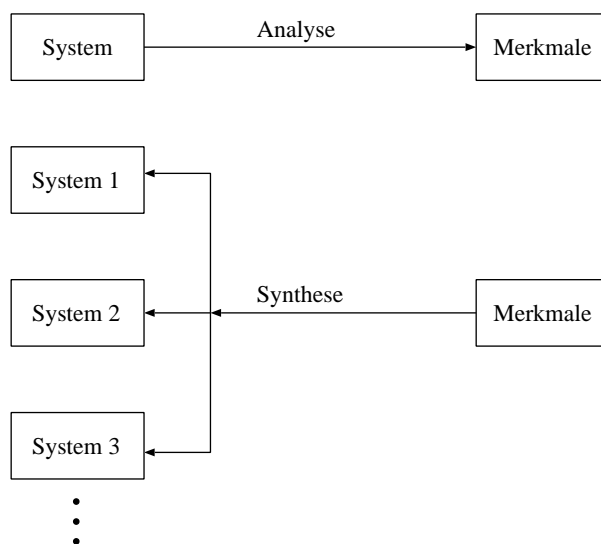 Analyse
System
Merkmale
System 1
Synthese
System 2
Merkmale
System 3